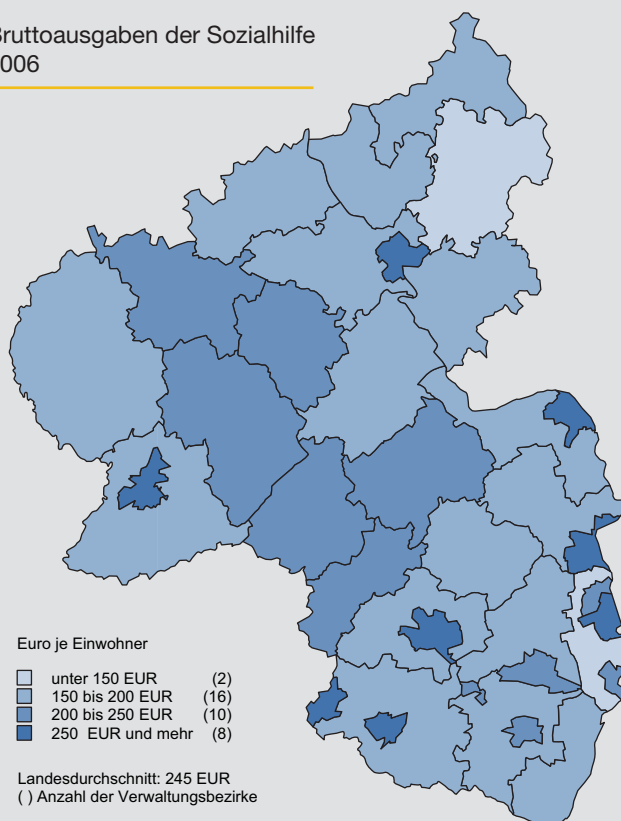 ruttoausgaben der Sozialhilfe
006
Euro je Einwohner
unter 150 EUR (2)
150 bis 200 EUR (16)
200 bis 250 EUR (10)
250 EUR und mehr (8)
Landesdurchschnitt: 245 EUR
( ) Anzahl der Verwaltungsbezirke